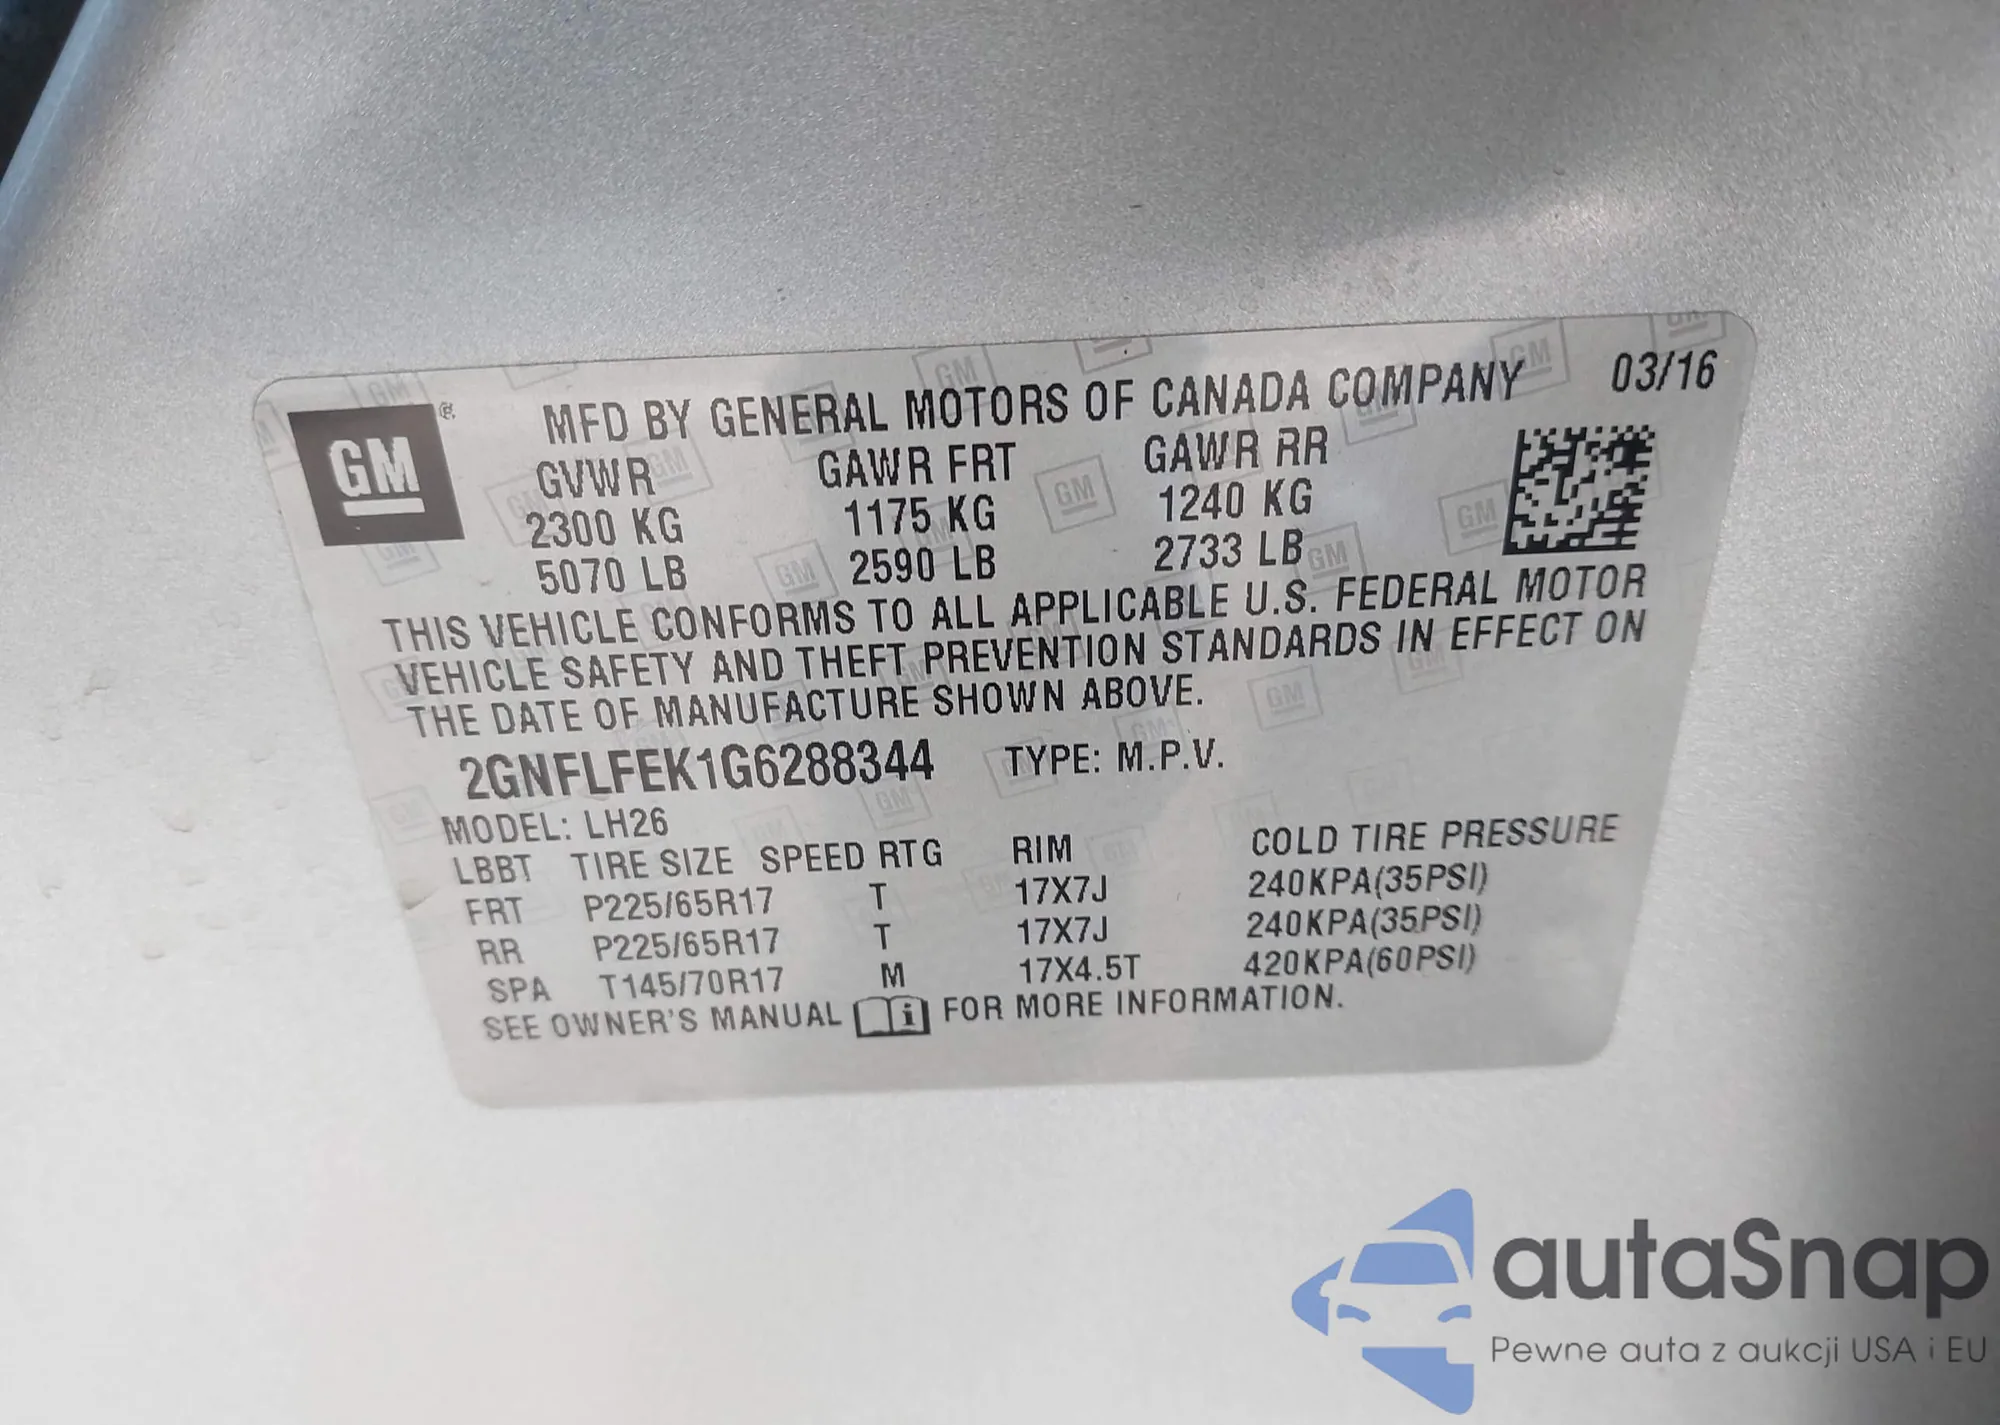 GM ® MFD BY GENERAL MOTORS OF CANADA COMPANY 03/16
GVWR GAWR FRT GAWR RR
2300 KG 1175 KG 1240 KG
5070 LB 2590 LB 2733 LB
THIS VEHICLE CONFORMS TO ALL APPLICABLE U.S. FEDERAL MOTOR
VEHICLE SAFETY AND THEFT PREVENTION STANDARDS IN EFFECT ON
THE DATE OF MANUFACTURE SHOWN ABOVE.
2GNFLFEK1G6288344 TYPE: M.P.V.
MODEL: LH26
LBBT TIRE SIZE SPEED RTG RIM COLD TIRE PRESSURE
FRT P225/65R17 T 17X7J 240KPA(35PSI)
RR P225/65R17 T 17X7J 240KPA(35PSI)
SPA T145/70R17 M 17X4.5T 420KPA(60PSI)
SEE OWNER'S MANUAL i FOR MORE INFORMATION.
autaSnap
Pewne auta z aukcji USA i EU